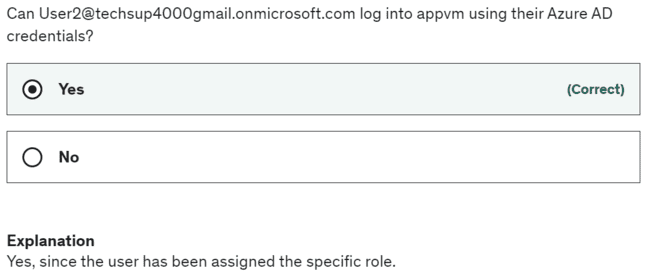 Can User2@techsup4000gmail.onmicrosoft.com log into appvm using their Azure AD
credentials?
Yes (Correct)
No
Explanation
Yes, since the user has been assigned the specific role.